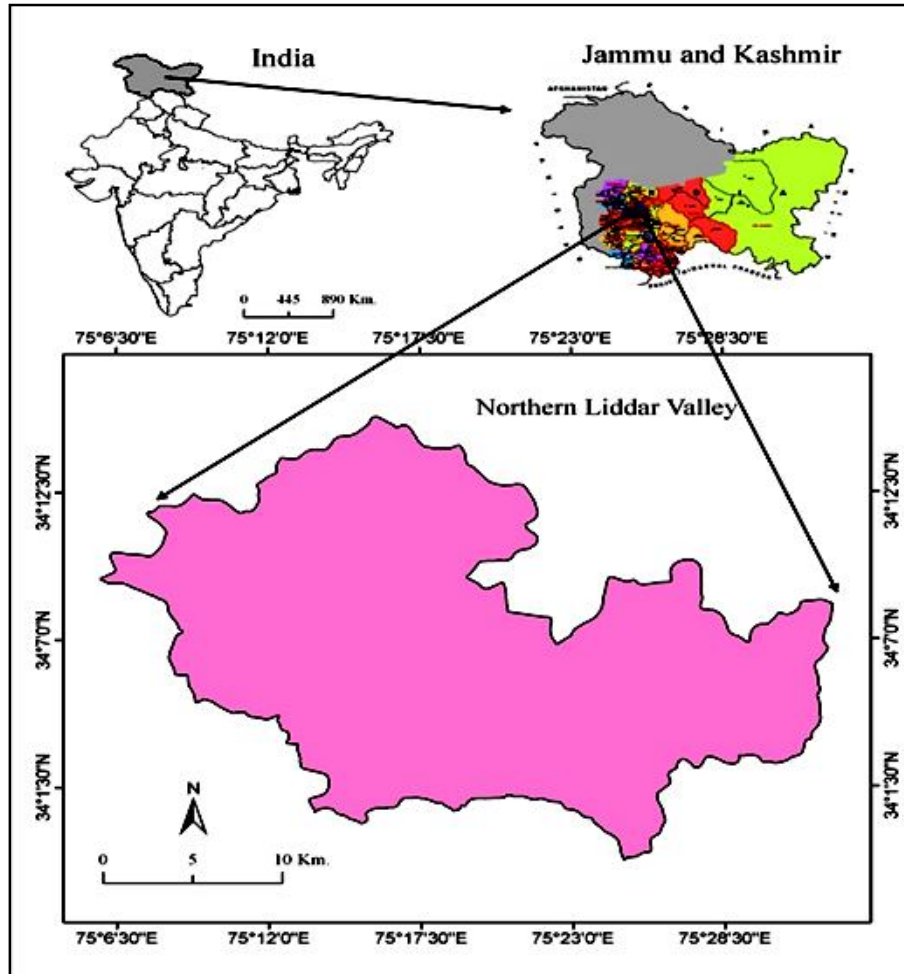 India
Jammu and Kashmir
AFGHANISTAN
0 445 890 Km.
75°6'30"E 75°12'0"E 75°17'30"E 75°23'0"E 75°28'30"E
Northern Liddar Valley
34°12'30"N 34°12'30"N
34°7'0"N 34°7'0"N
34°1'30"N 34°1'30"N
N
0 5 10 Km.
75°6'30"E 75°12'0"E 75°17'30"E 75°23'0"E 75°28'30"E